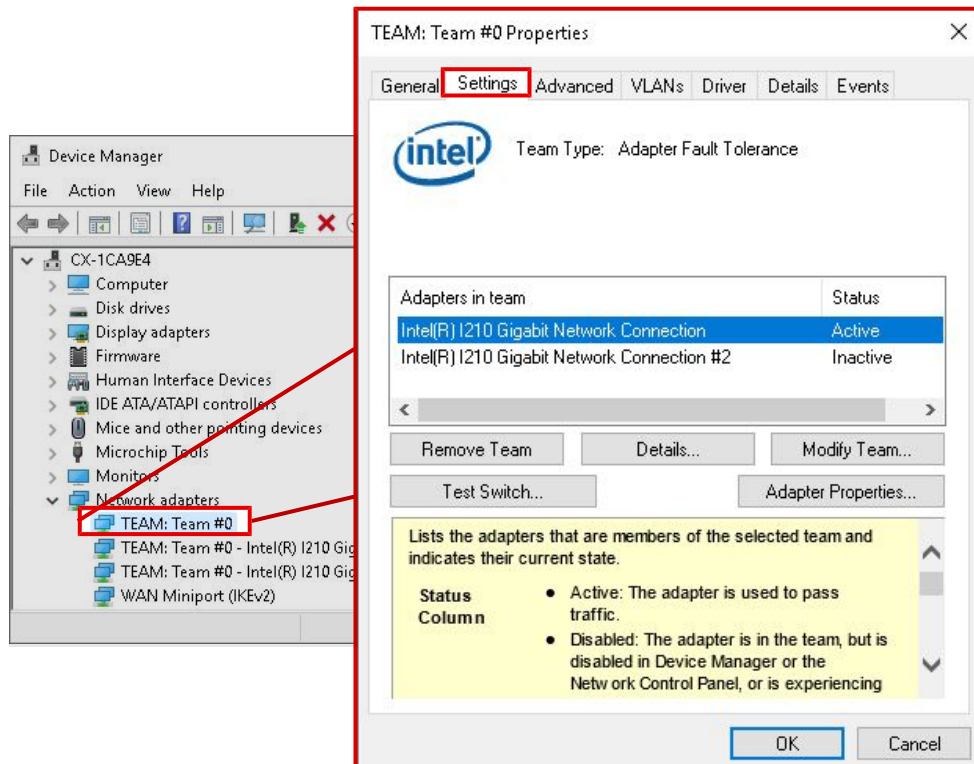 Device Manager
File Action View Help
CX-1CA9E4
Computer
Disk drives
Display adapters
Firmware
Human Interface Devices
IDE ATA/ATAPI controllers
Mice and other pointing devices
Microchip Tools
Monitors
Network adapters
TEAM: Team #0
TEAM: Team #0 - Intel(R) I210 Gig
TEAM: Team #0 - Intel(R) I210 Gig
WAN Miniport (IKEv2)
TEAM: Team #0 Properties
General Settings Advanced VLANs Driver Details Events
intel Team Type: Adapter Fault Tolerance
Adapters in team Status
Intel(R) I210 Gigabit Network Connection Active
Intel(R) I210 Gigabit Network Connection #2 Inactive
Remove Team Details... Modify Team...
Test Switch... Adapter Properties...
Lists the adapters that are members of the selected team and
indicates their current state.
Status Column
• Active: The adapter is used to pass
traffic.
• Disabled: The adapter is in the team, but is
disabled in Device Manager or the
Network Control Panel, or is experiencing
OK Cancel